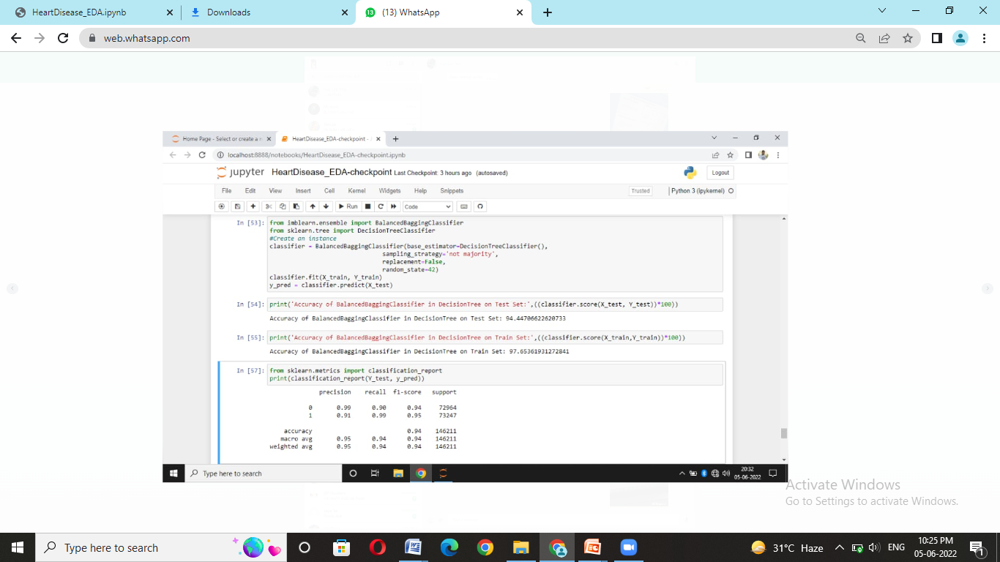 HeartDisease_EDA.ipynb
Downloads
13
(13) WhatsApp
web.whatsapp.com
Home Page - Select or create a n
HeartDisease_EDA-checkpoint -
localhost:8888/notebooks/HeartDisease_EDA-checkpoint.ipynb
jupyter HeartDisease_EDA-checkpoint Last Checkpoint: 3 hours ago (autosaved)
Logout
File Edit View Insert Cell Kernel Widgets Help Snippets
Trusted
Python 3 (ipykernel)
Run
Code
In [53]: from imblearn.ensemble import BalancedBaggingClassifier
from sklearn.tree import DecisionTreeClassifier
#Create an instance
classifier = BalancedBaggingClassifier(base_estimator=DecisionTreeClassifier(),
sampling_strategy='not majority',
replacement=False,
random_state=42)
classifier.fit(X_train, Y_train)
y_pred = classifier.predict(X_test)
In [54]: print('Accuracy of BalancedBaggingClassifier in DecisionTree on Test Set:',((classifier.score(X_test, Y_test))*100))
Accuracy of BalancedBaggingClassifier in DecisionTree on Test Set: 94.44706622620733
In [55]: print('Accuracy of BalancedBaggingClassifier in DecisionTree on Train Set:',((classifier.score(X_train,Y_train))*100))
Accuracy of BalancedBaggingClassifier in DecisionTree on Train Set: 97.65361931272841
In [57]: from sklearn.metrics import classification_report
print(classification_report(Y_test, y_pred))
precision recall f1-score support
0 0.99 0.90 0.94 72964
1 0.91 0.99 0.95 73247
accuracy 0.94 146211
macro avg 0.95 0.94 0.94 146211
weighted avg 0.95 0.94 0.94 146211
Type here to search
20:32
05-06-2022
Activate Windows
Go to Settings to activate Windows.
Type here to search
31°C Haze
ENG
10:25 PM
05-06-2022
1